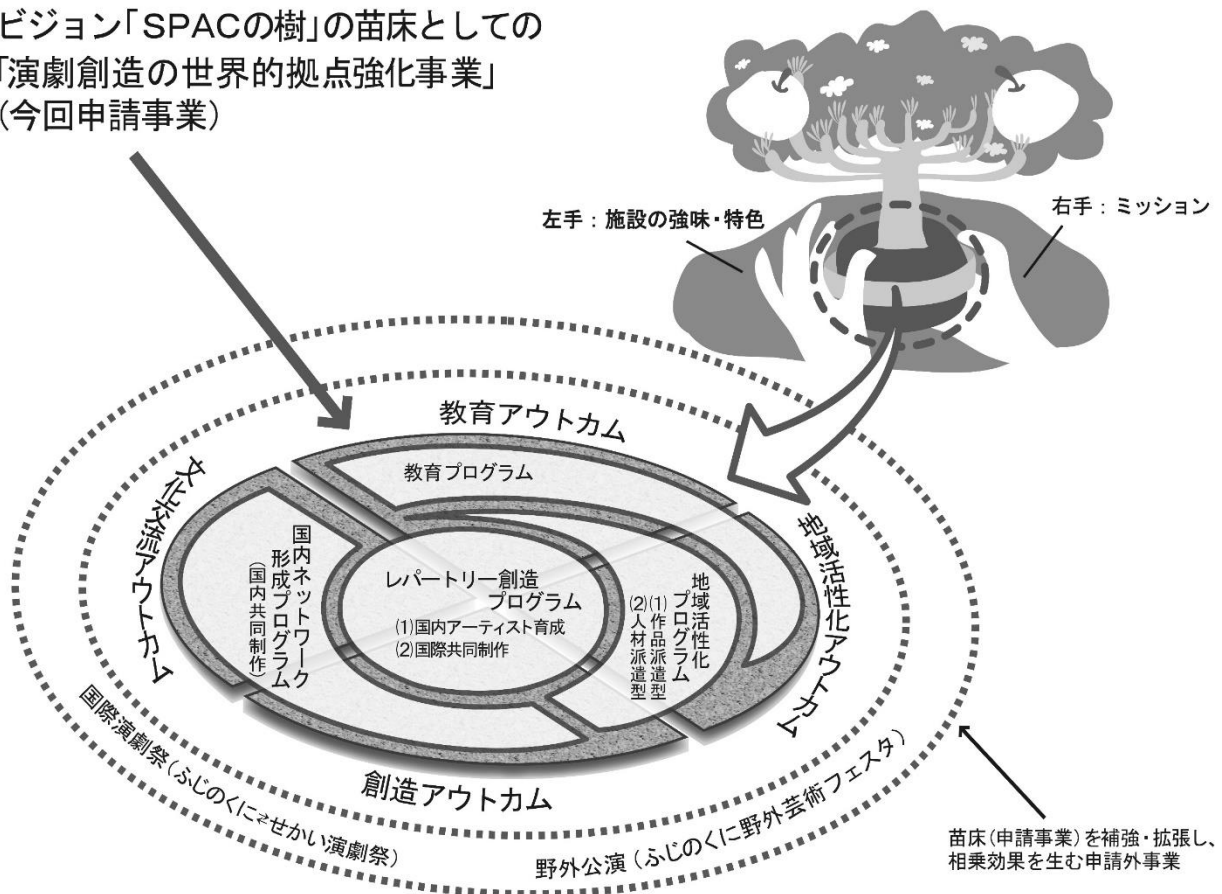 ビジョン「SPACの樹」の苗床としての
「演劇創造の世界的拠点強化事業」
(今回申請事業)
左手：施設の強味・特色
右手：ミッション
教育アウトカム
教育プログラム
文化交流アウトカム
国内ネットワーク
形成プログラム
(国内共同制作)
レパートリー創造
プログラム
(1)国内アーティスト育成
(2)国際共同制作
地域活性化
プログラム
(1)作品派遣型
(2)人材派遣型
地域活性化アウトカム
創造アウトカム
国際演劇祭(ふじのくに⇄せかい演劇祭)
野外公演(ふじのくに野外芸術フェスタ)
苗床(申請事業)を補強・拡張し、
相乗効果を生む申請外事業